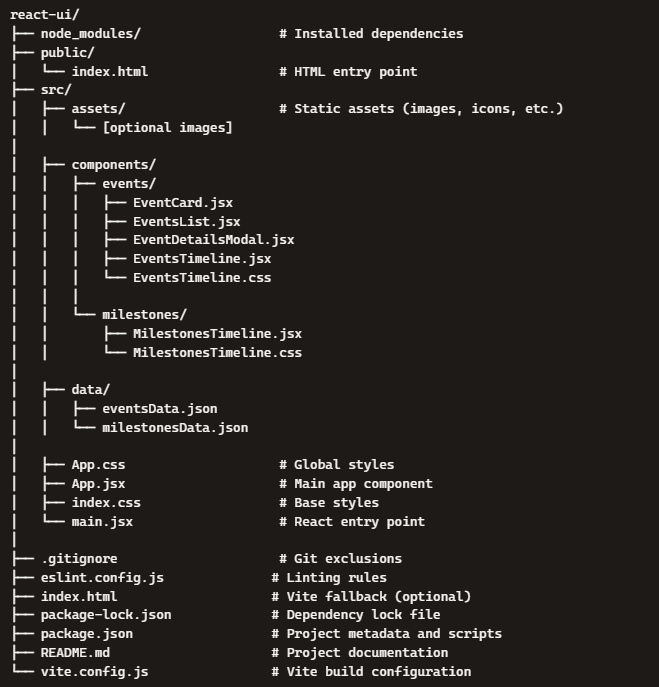 react-ui/
├── node_modules/                  # Installed dependencies
├── public/
│   └── index.html                 # HTML entry point
├── src/
│   ├── assets/                    # Static assets (images, icons, etc.)
│   │   └── [optional images]
│
│   ├── components/
│   │   ├── events/
│   │   │   ├── EventCard.jsx
│   │   │   ├── EventsList.jsx
│   │   │   ├── EventDetailsModal.jsx
│   │   │   ├── EventsTimeline.jsx
│   │   │   └── EventsTimeline.css
│   │   │
│   │   └── milestones/
│   │       ├── MilestonesTimeline.jsx
│   │       └── MilestonesTimeline.css
│
│   ├── data/
│   │   ├── eventsData.json
│   │   └── milestonesData.json
│
│   ├── App.css                    # Global styles
│   ├── App.jsx                    # Main app component
│   ├── index.css                  # Base styles
│   └── main.jsx                   # React entry point
│
├── .gitignore                     # Git exclusions
├── eslint.config.js              # Linting rules
├── index.html                    # Vite fallback (optional)
├── package-lock.json             # Dependency lock file
├── package.json                  # Project metadata and scripts
├── README.md                     # Project documentation
└── vite.config.js                # Vite build configuration